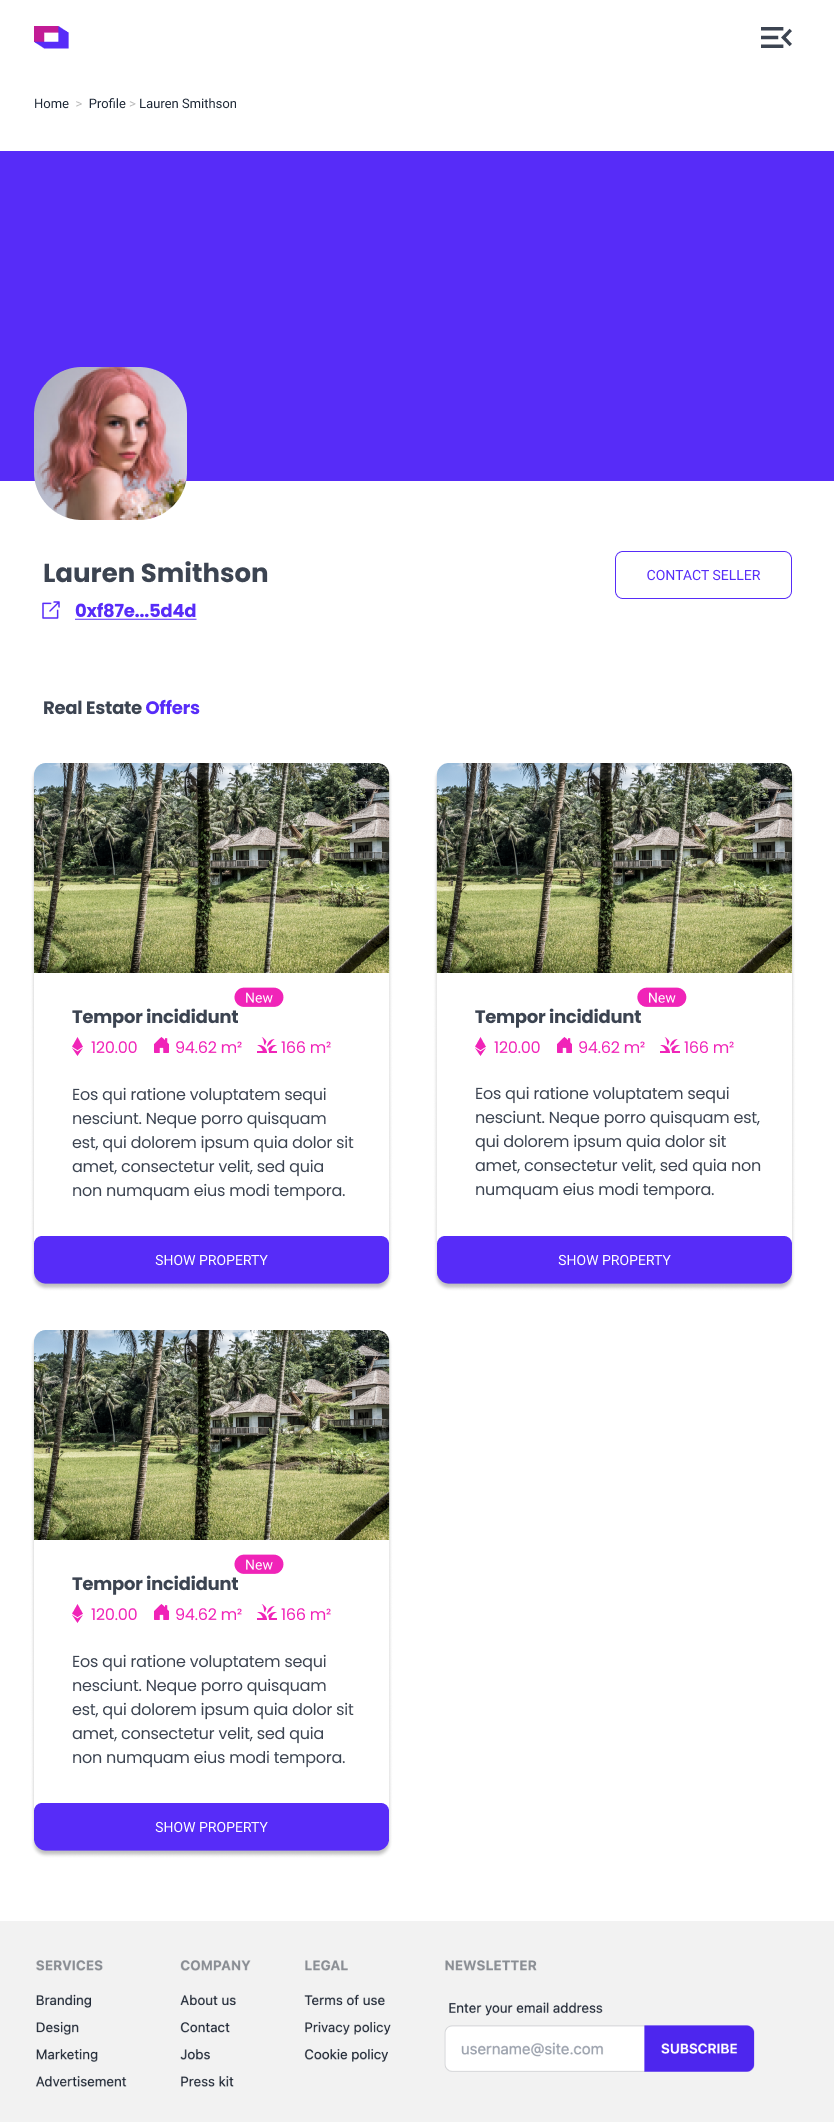 Home > Profile > Lauren Smithson
Lauren Smithson
CONTACT SELLER
0xf87e...5d4d
Real Estate Offers
New
Tempor incididunt
120.00 94.62 m² 166 m²
Eos qui ratione voluptatem sequi
nesciunt. Neque porro quisquam
est, qui dolorem ipsum quia dolor sit
amet, consectetur velit, sed quia
non numquam eius modi tempora.
SHOW PROPERTY
New
Tempor incididunt
120.00 94.62 m² 166 m²
Eos qui ratione voluptatem sequi
nesciunt. Neque porro quisquam est,
qui dolorem ipsum quia dolor sit
amet, consectetur velit, sed quia non
numquam eius modi tempora.
SHOW PROPERTY
New
Tempor incididunt
120.00 94.62 m² 166 m²
Eos qui ratione voluptatem sequi
nesciunt. Neque porro quisquam
est, qui dolorem ipsum quia dolor sit
amet, consectetur velit, sed quia
non numquam eius modi tempora.
SHOW PROPERTY
SERVICES
Branding
Design
Marketing
Advertisement
COMPANY
About us
Contact
Jobs
Press kit
LEGAL
Terms of use
Privacy policy
Cookie policy
NEWSLETTER
Enter your email address
username@site.com
SUBSCRIBE